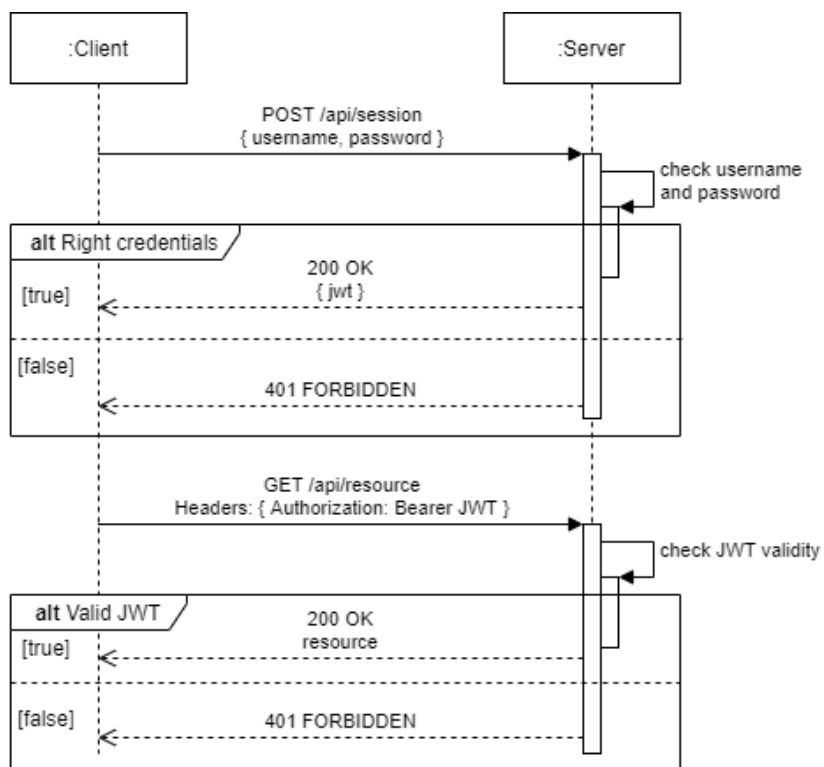 :Client
:Server
POST /api/session
{ username, password }
check username
and password
alt Right credentials
200 OK
{ jwt }
[true]
[false]
401 FORBIDDEN
GET /api/resource
Headers: { Authorization: Bearer JWT }
check JWT validity
alt Valid JWT
200 OK
resource
[true]
[false]
401 FORBIDDEN